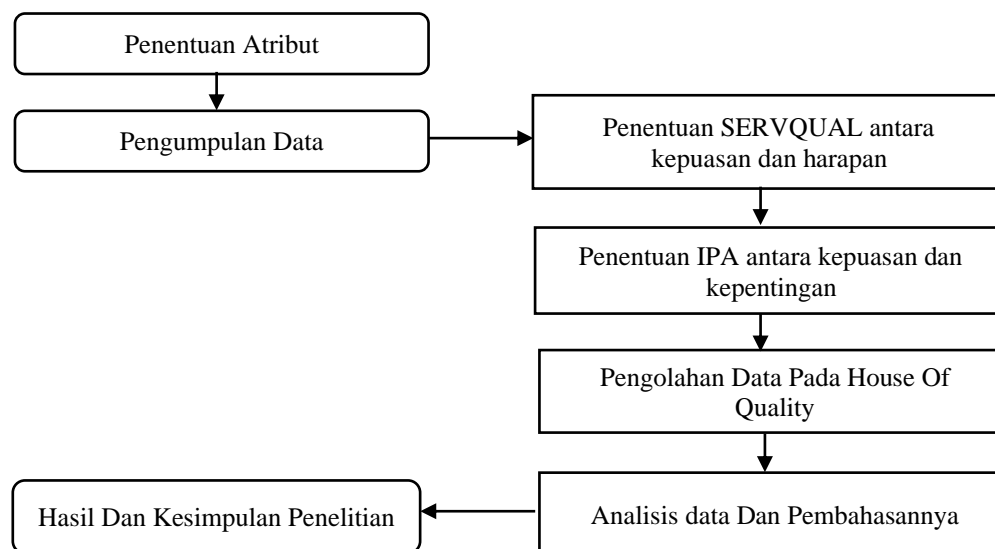 Penentuan Atribut
Pengumpulan Data
Penentuan SERVQUAL antara
kepuasan dan harapan
Penentuan IPA antara kepuasan dan
kepentingan
Pengolahan Data Pada House Of
Quality
Analisis data Dan Pembahasannya
Hasil Dan Kesimpulan Penelitian